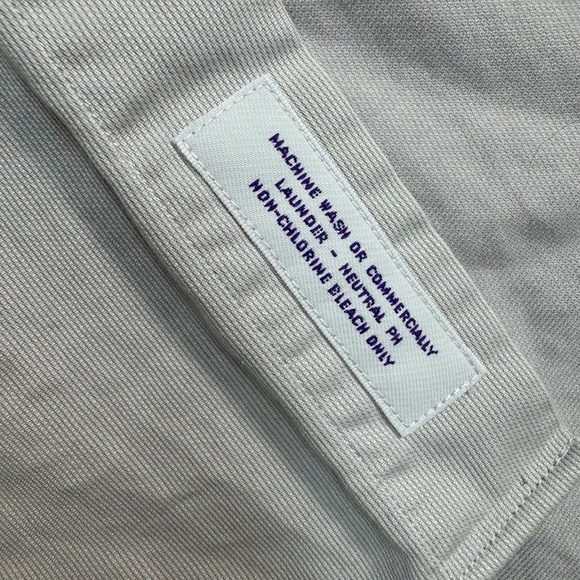 MACHINE WASH OR COMMERCIALLY
LAUNDER - NEUTRAL PH
NON-CHLORINE BLEACH ONLY